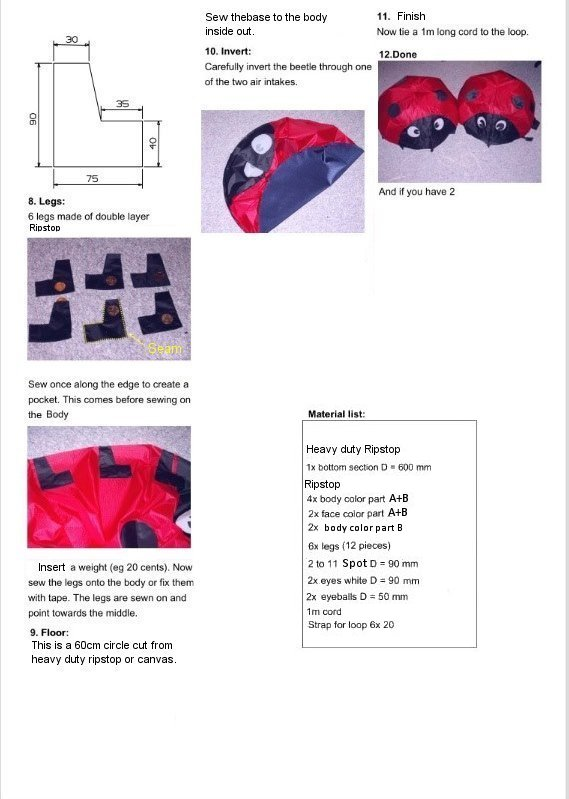 30
90
35
40
75
8. Legs:
6 legs made of double layer
Ripstop
Seam
Sew once along the edge to create a
pocket. This comes before sewing on
the Body
Insert a weight (eg 20 cents). Now
sew the legs onto the body or fix them
with tape. The legs are sewn on and
point towards the middle.
9. Floor:
This is a 60cm circle cut from
heavy duty ripstop or canvas.
Sew thebase to the body
inside out.
10. Invert:
Carefully invert the beetle through one
of the two air intakes.
11. Finish
Now tie a 1m long cord to the loop.
12.Done
And if you have 2
Material list:
Heavy duty Ripstop
1x bottom section D = 600 mm
Ripstop
4x body color part A+B
2x face color part A+B
2x body color part B
6x legs (12 pieces)
2 to 11 Spot D = 90 mm
2x eyes white D = 90 mm
2x eyeballs D = 50 mm
1m cord
Strap for loop 6x 20